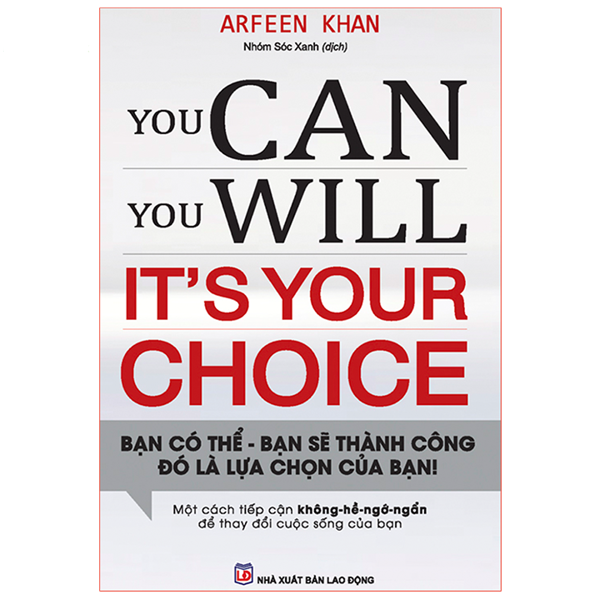 ARFEEN KHAN
Nhóm Sóc Xanh (dịch)
YOU CAN
YOU WILL
IT'S YOUR
CHOICE
BẠN CÓ THỂ - BẠN SẼ THÀNH CÔNG
ĐÓ LÀ LỰA CHỌN CỦA BẠN!
Một cách tiếp cận không-hề-ngớ-ngẩn
để thay đổi cuộc sống của bạn
LĐ NHÀ XUẤT BẢN LAO ĐỘNG